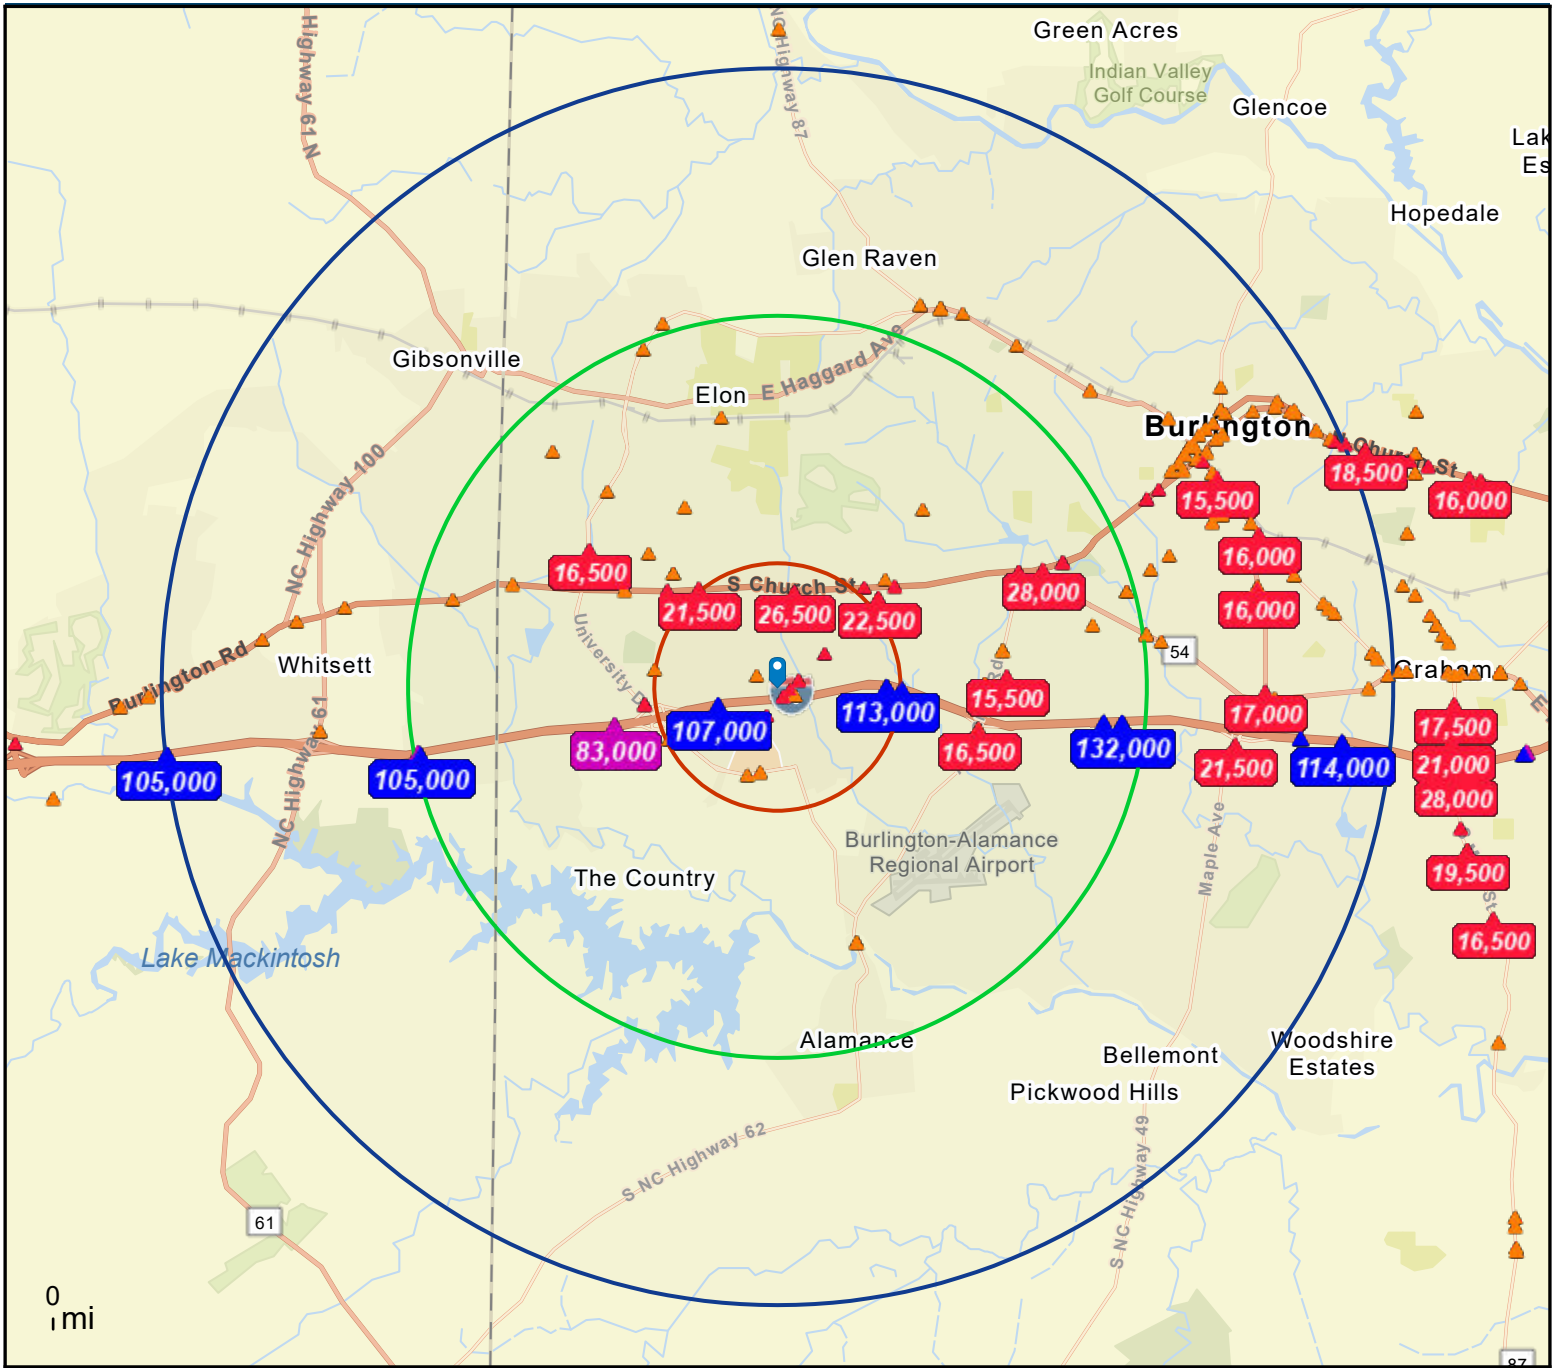 Green Acres
NC Highway 87
Highway 61 N
Indian Valley
Golf Course
Glencoe
Lak
Es
Hopedale
Glen Raven
Gibsonville
E Haggard Ave
Elon
Burlington
N Church St
18,500
16,000
15,500
NC Highway 100
16,000
16,500
S Church St
28,000
21,500
26,500
22,500
16,000
University D
54
Burlington Rd
Whitsett
Graham
Rd
15,500
NC Highway 61
107,000
113,000
17,000
17,500
83,000
16,500
132,000
21,500
114,000
21,000
105,000
105,000
28,000
Maple Ave
Burlington-Alamance
Regional Airport
The Country
19,500
16,500
Lake Mackintosh
Alamance
Bellemont
Woodshire
Estates
Pickwood Hills
S NC Highway 62
S NC Highway 49
61
0
mi
87